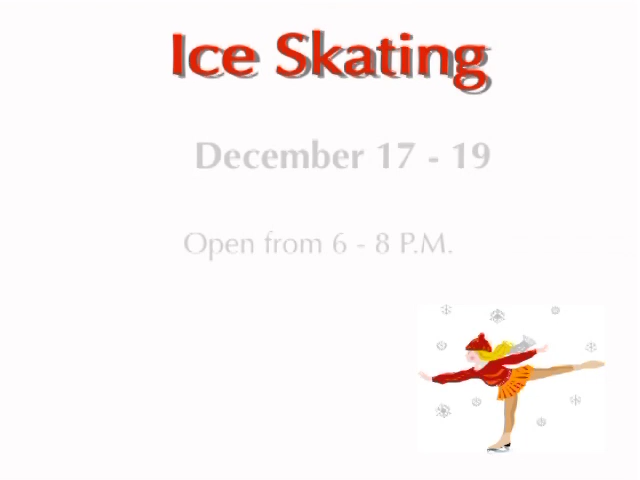 Ice Skating
December 17 - 19
Open from 6 - 8 P.M.